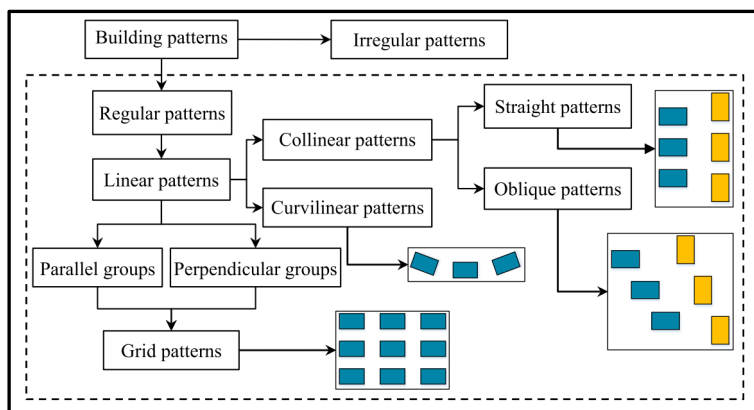 Building patterns
Irregular patterns
Regular patterns
Straight patterns
Collinear patterns
Linear patterns
Oblique patterns
Curvilinear patterns
Parallel groups
Perpendicular groups
Grid patterns